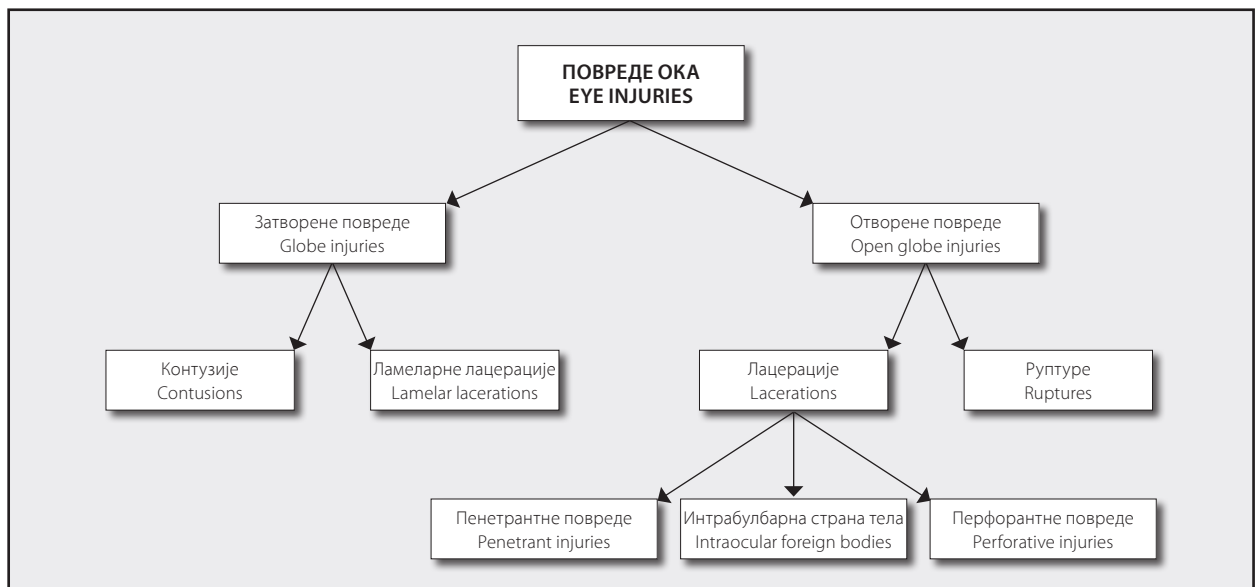 ПОВРЕДЕ ОКА
EYE INJURIES
Затворене повреде
Globe injuries
Отворене повреде
Open globe injuries
Контузије
Contusions
Ламеларне лацерације
Lamelar lacerations
Лацерације
Lacerations
Руптуре
Ruptures
Пенетрантне повреде
Penetrant injuries
Интрабулбарна страна тела
Intraocular foreign bodies
Перфорантне повреде
Perforative injuries